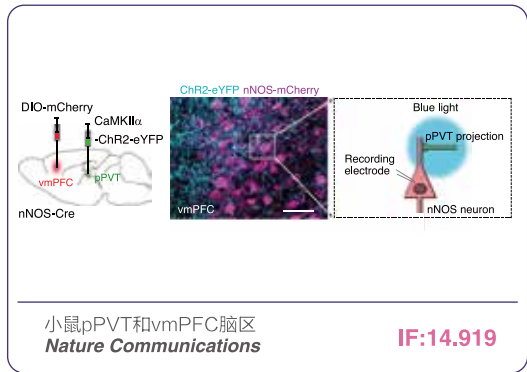 DIO-mCherry
CaMKIIα
-ChR2-eYFP
vmPFC
pPVT
nNOS-Cre
ChR2-eYFP nNOS-mCherry
vmPFC
Blue light
pPVT projection
Recording
electrode
nNOS neuron
小鼠pPVT和vmPFC脑区
Nature Communications
IF:14.919